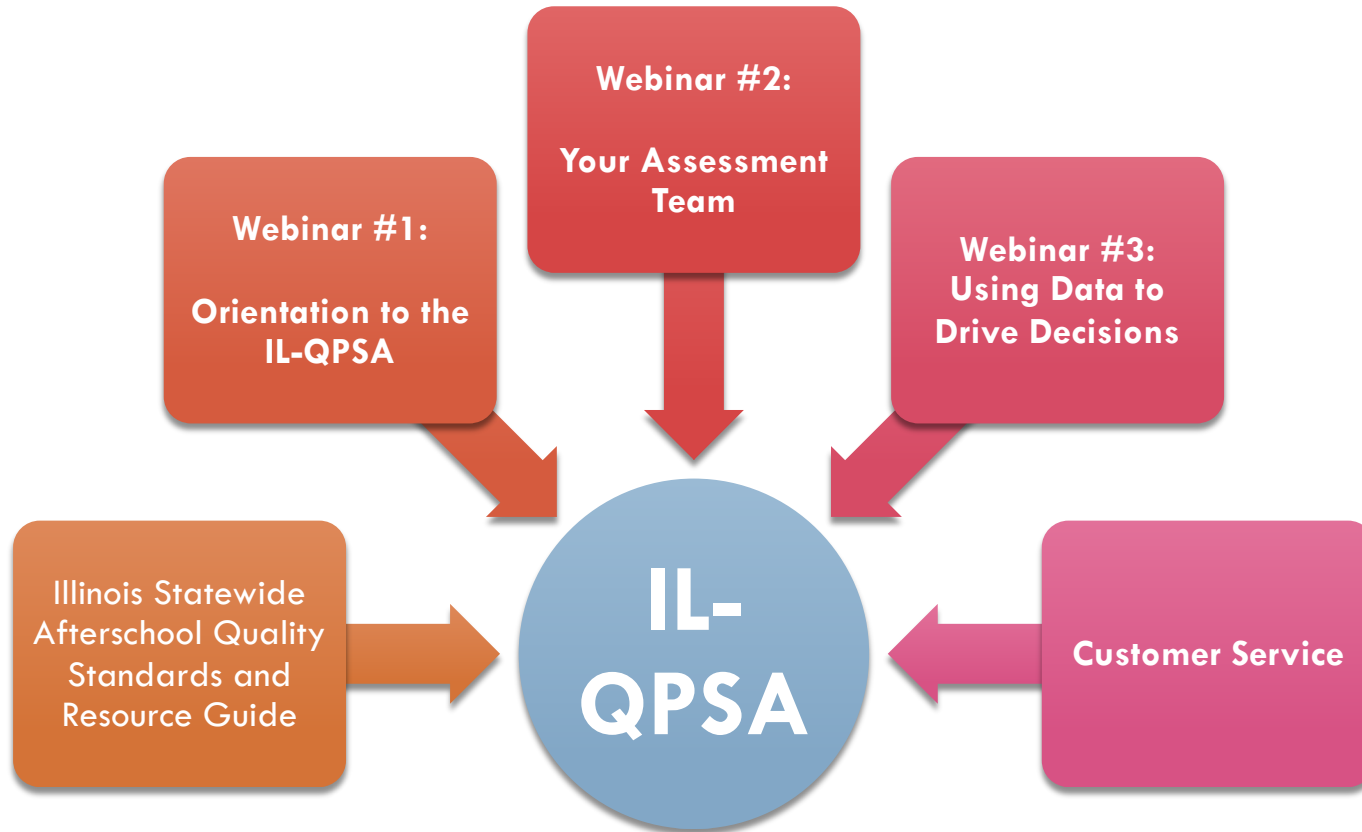 Webinar #2:
Your Assessment
Team
Webinar #1:
Orientation to the
IL-QPSA
Webinar #3:
Using Data to
Drive Decisions
Illinois Statewide
Afterschool Quality
Standards and
Resource Guide
IL-
QPSA
Customer Service